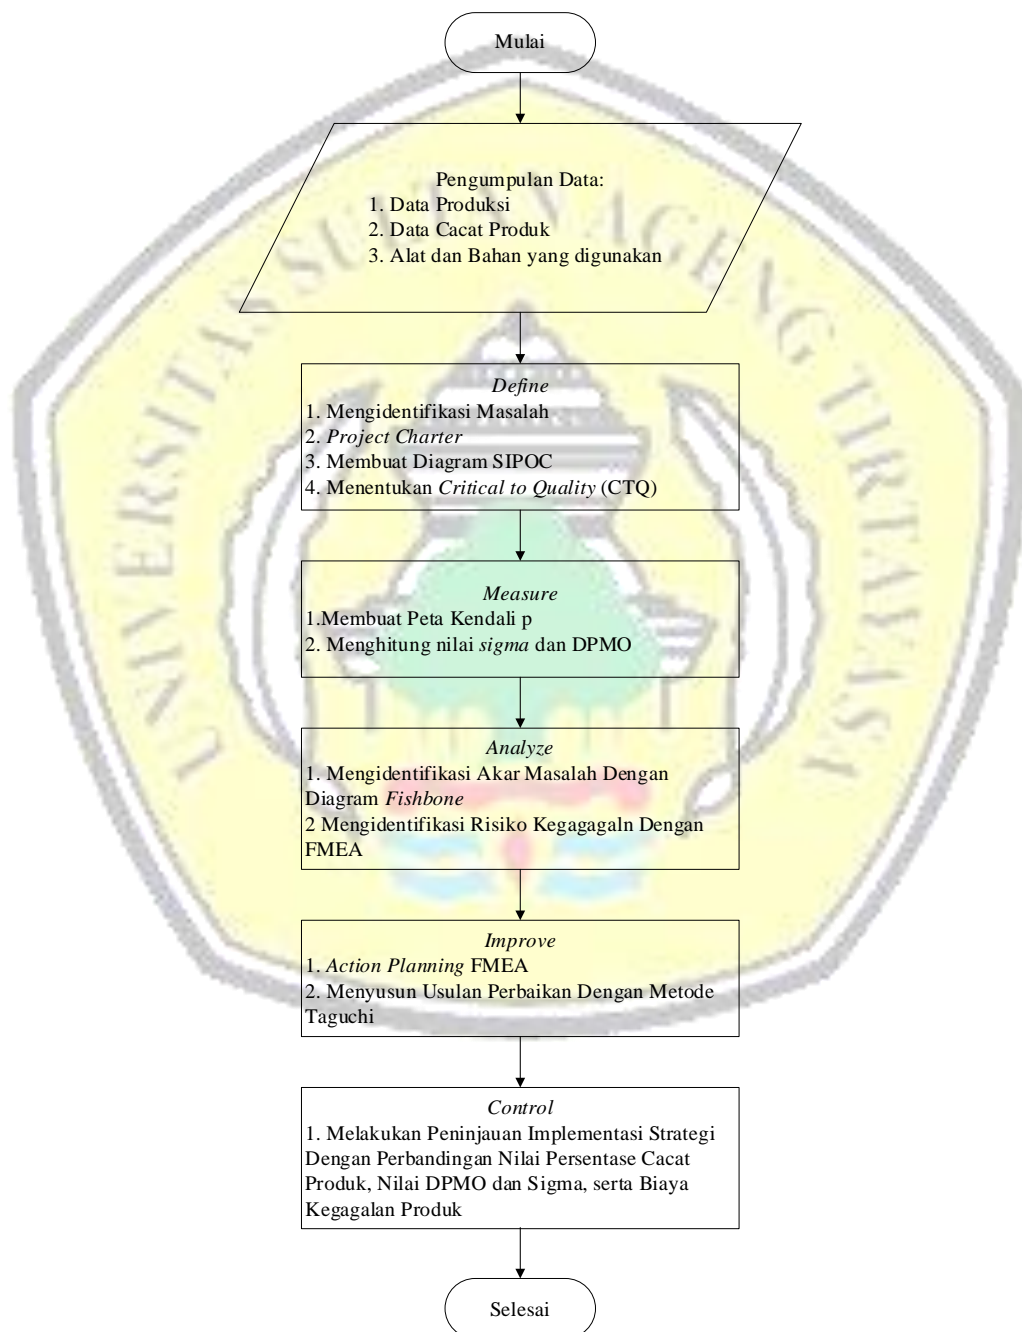 Mulai
Pengumpulan Data:
1. Data Produksi
2. Data Cacat Produk
3. Alat dan Bahan yang digunakan
Define
1. Mengidentifikasi Masalah
2. Project Charter
3. Membuat Diagram SIPOC
4. Menentukan Critical to Quality (CTQ)
Measure
1.Membuat Peta Kendali p
2. Menghitung nilai sigma dan DPMO
Analyze
1. Mengidentifikasi Akar Masalah Dengan
Diagram Fishbone
2 Mengidentifikasi Risiko Kegagagaln Dengan
FMEA
Improve
1. Action Planning FMEA
2. Menyusun Usulan Perbaikan Dengan Metode
Taguchi
Control
1. Melakukan Peninjauan Implementasi Strategi
Dengan Perbandingan Nilai Persentase Cacat
Produk, Nilai DPMO dan Sigma, serta Biaya
Kegagalan Produk
Selesai
UNIVERSITAS SULTAN AGENG TIRTAYASA